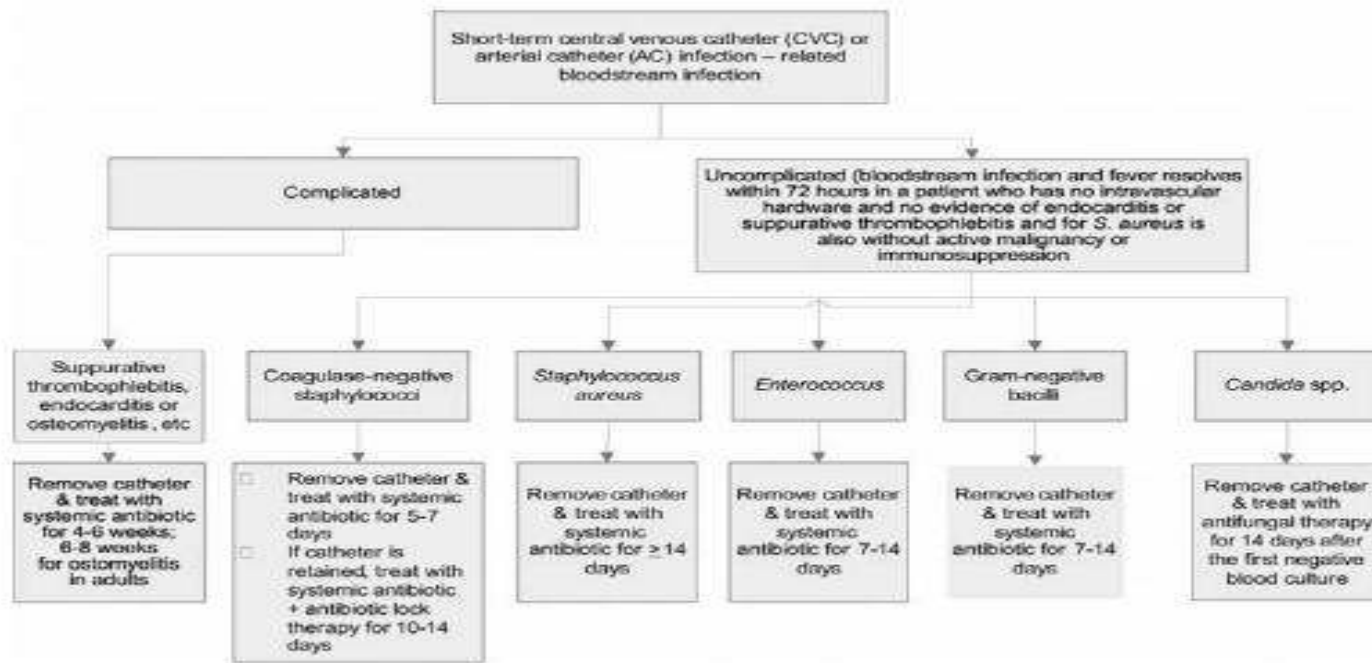 Short-term central venous catheter (CVC) or
arterial catheter (AC) infection – related
bloodstream infection
Complicated
Uncomplicated (bloodstream infection and fever resolves
within 72 hours in a patient who has no intravascular
hardware and no evidence of endocarditis or
suppurative thrombophlebitis and for S. aureus is
also without active malignancy or
immunosuppression
Suppurative
thrombophlebitis,
endocarditis or
osteomyelitis , etc
Coagulase-negative
staphylococci
Staphylococcus
aureus
Enterococcus
Gram-negative
bacilli
Candida spp.
Remove catheter
& treat with
systemic antibiotic
for 4-6 weeks;
6-8 weeks
for ostomyelitis
in adults
Remove catheter &
treat with systemic
antibiotic for 5-7
days
If catheter is
retained, treat with
systemic antibiotic
+ antibiotic lock
therapy for 10-14
days
Remove catheter
& treat with
systemic
antibiotic for ≥ 14
days
Remove catheter
& treat with
systemic
antibiotic for 7-14
days
Remove catheter
& treat with
systemic
antibiotic for 7-14
days
Remove catheter
& treat with
antifungal therapy
for 14 days after
the first negative
blood culture